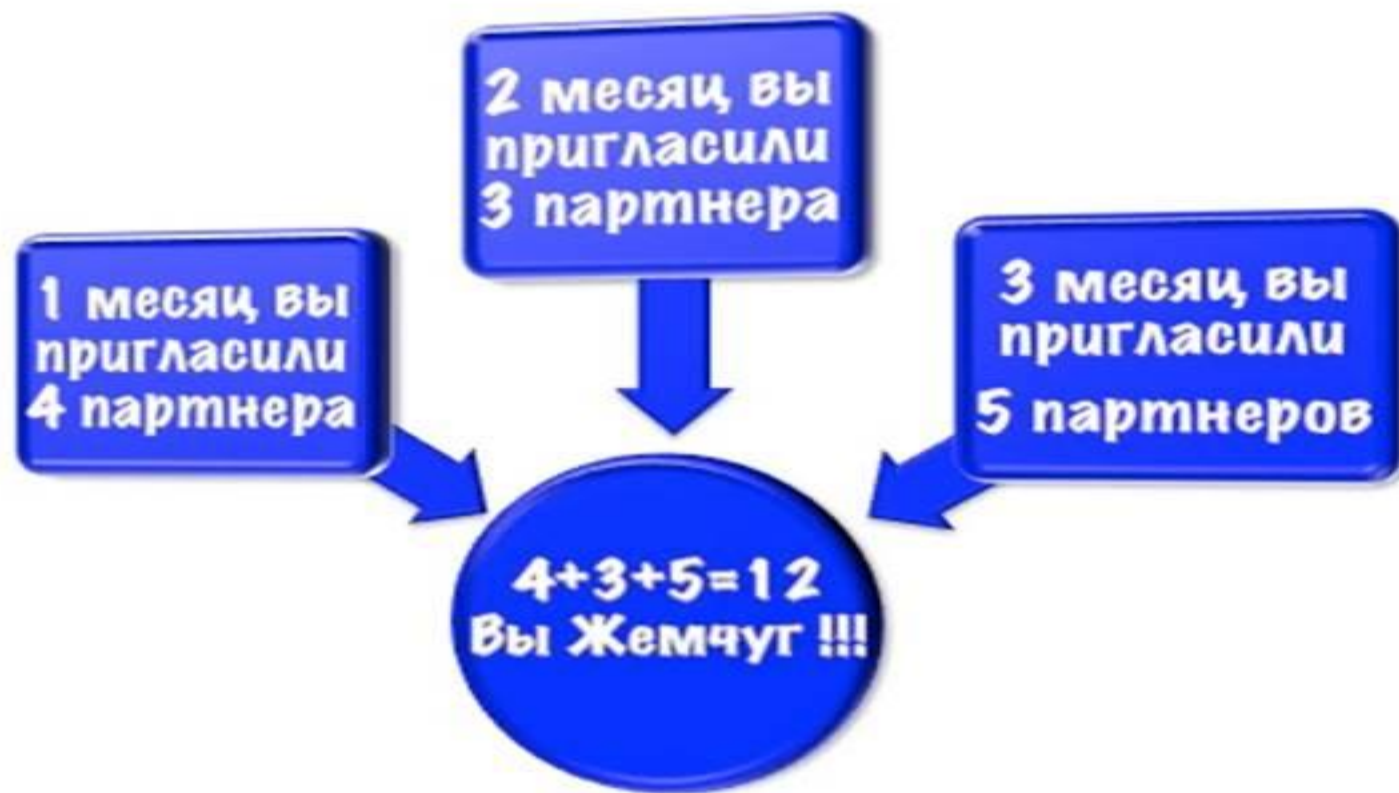 1 месяц вы
пригласили
4 партнера
2 месяц вы
пригласили
3 партнера
3 месяц вы
пригласили
5 партнеров
4+3+5=12
Вы Жемчуг !!!